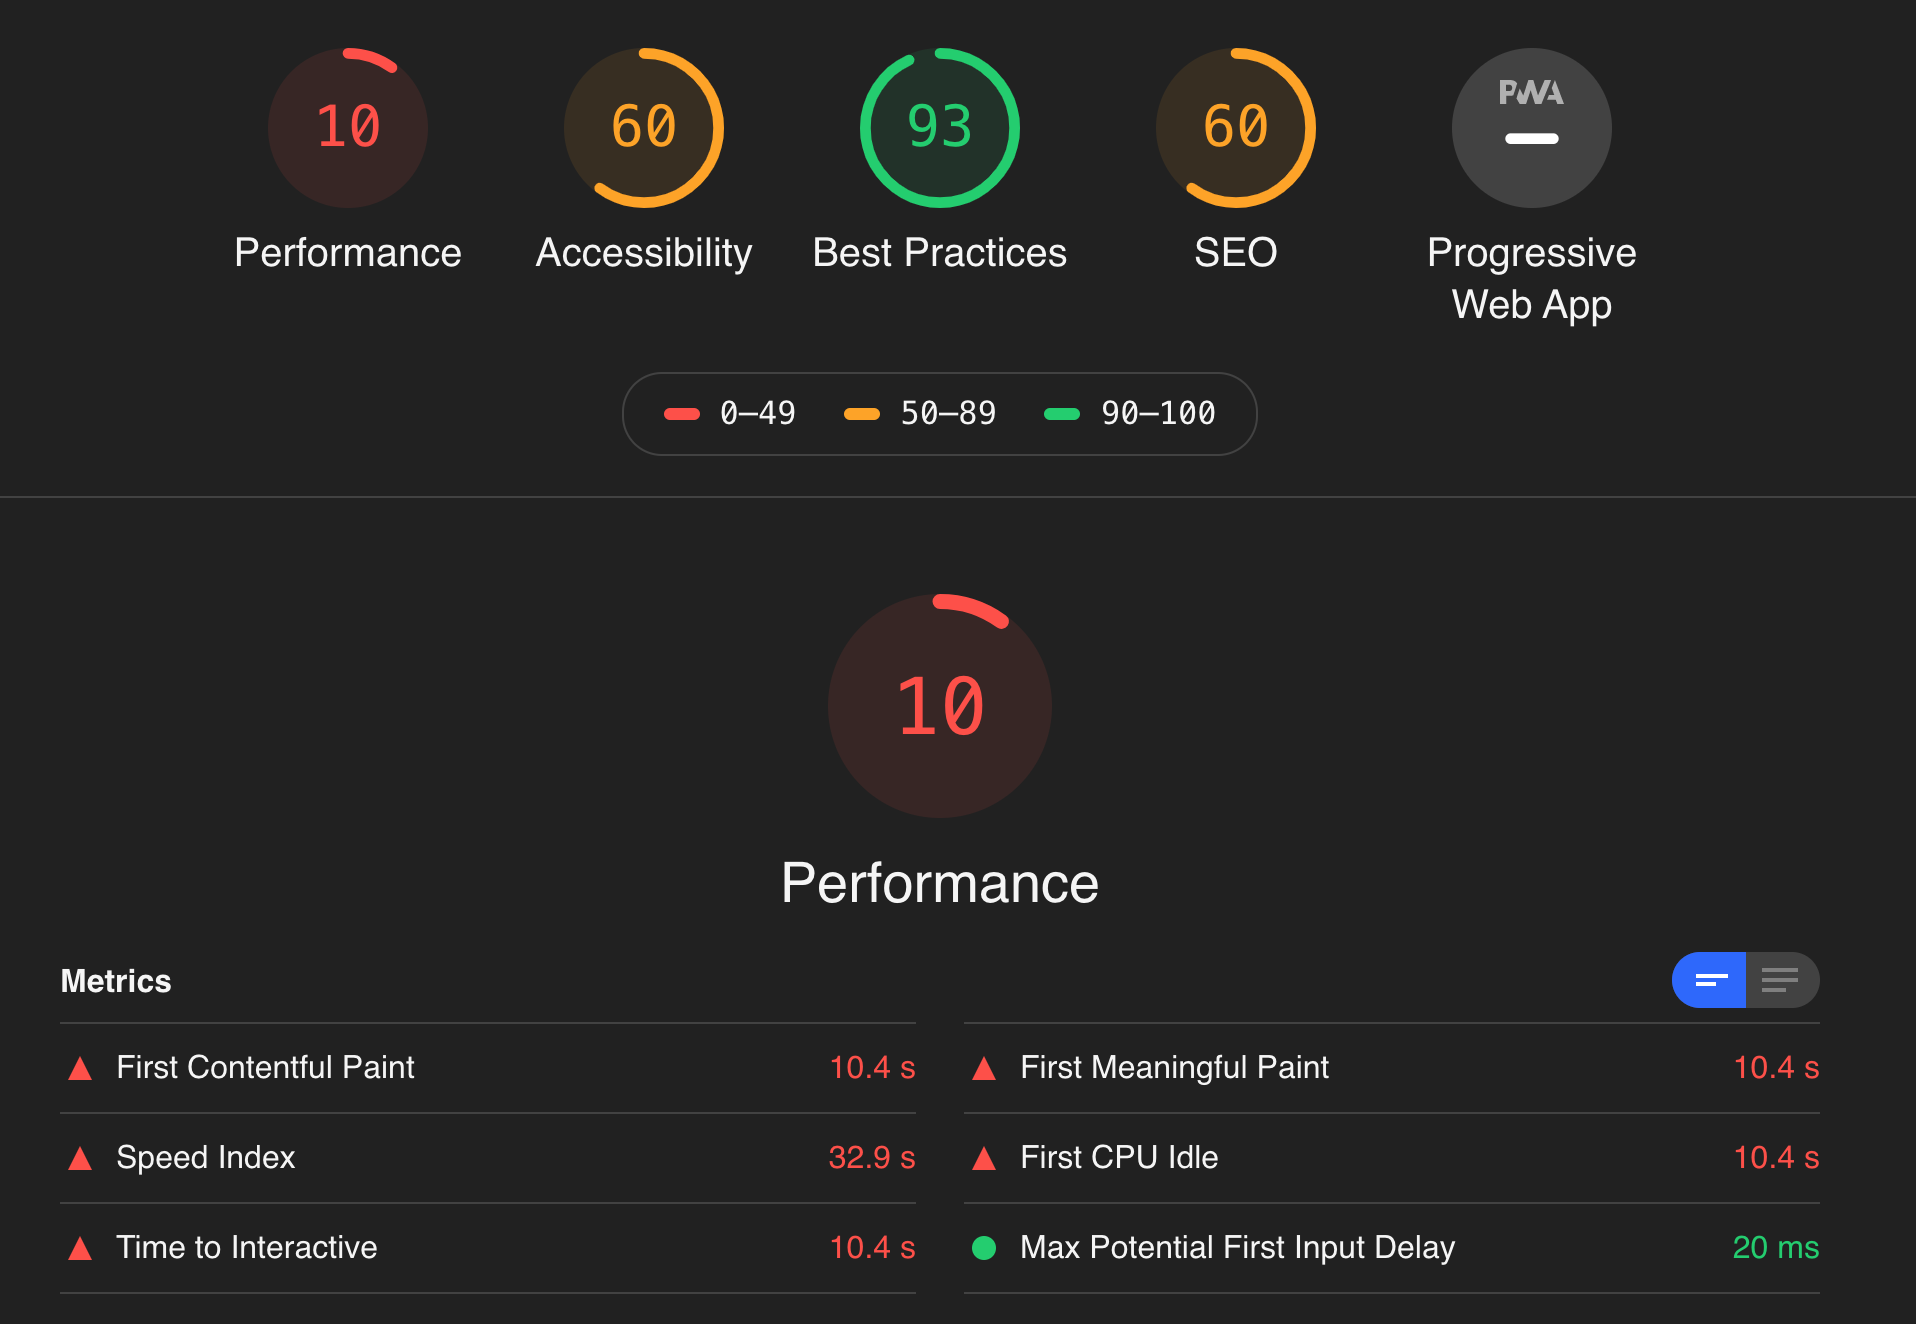 10
Performance
60
Accessibility
93
Best Practices
60
SEO
PWA
Progressive
Web App
0–49
50–89
90–100
10
Performance
Metrics
First Contentful Paint 10.4 s
First Meaningful Paint 10.4 s
Speed Index 32.9 s
First CPU Idle 10.4 s
Time to Interactive 10.4 s
Max Potential First Input Delay 20 ms